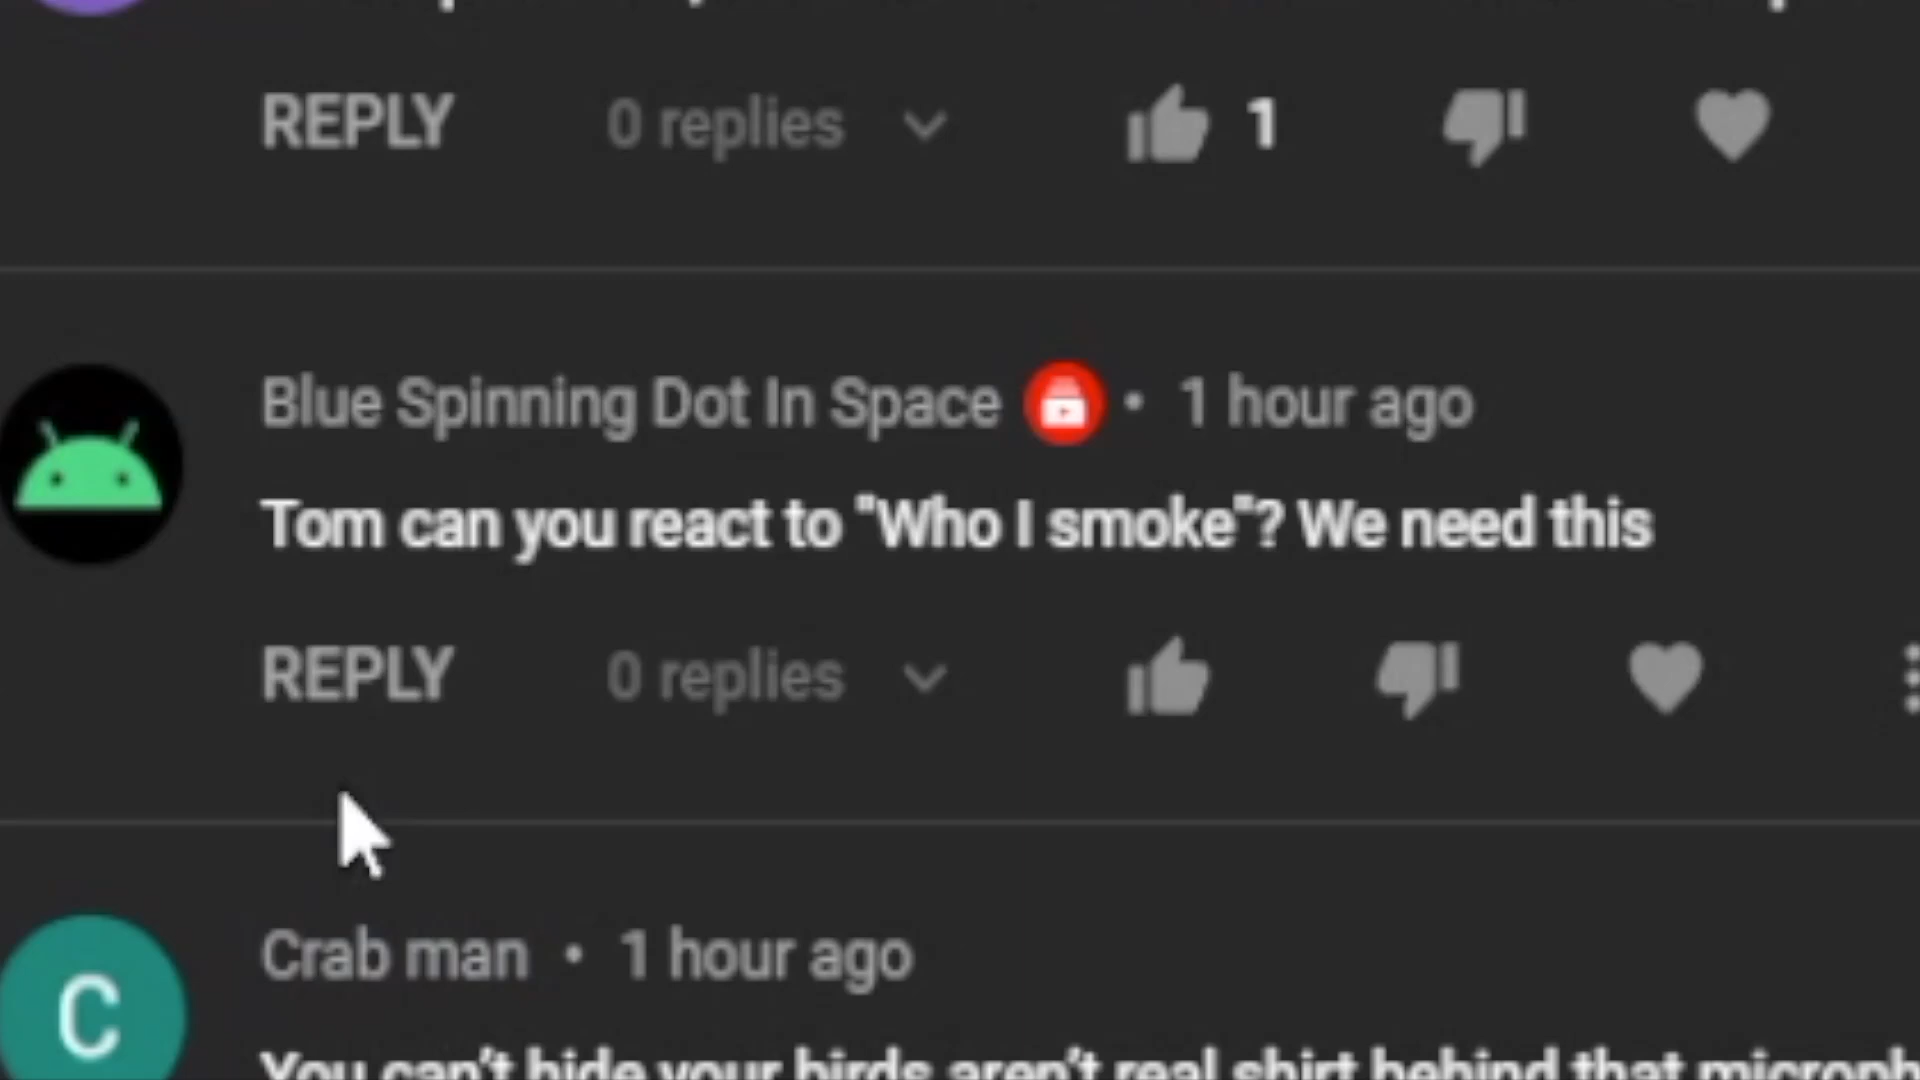 REPLY 0 replies 1
Blue Spinning Dot In Space • 1 hour ago
Tom can you react to "Who I smoke"? We need this
REPLY 0 replies
C
Crab man • 1 hour ago
You can't hide your birds aren't real shirt behind that